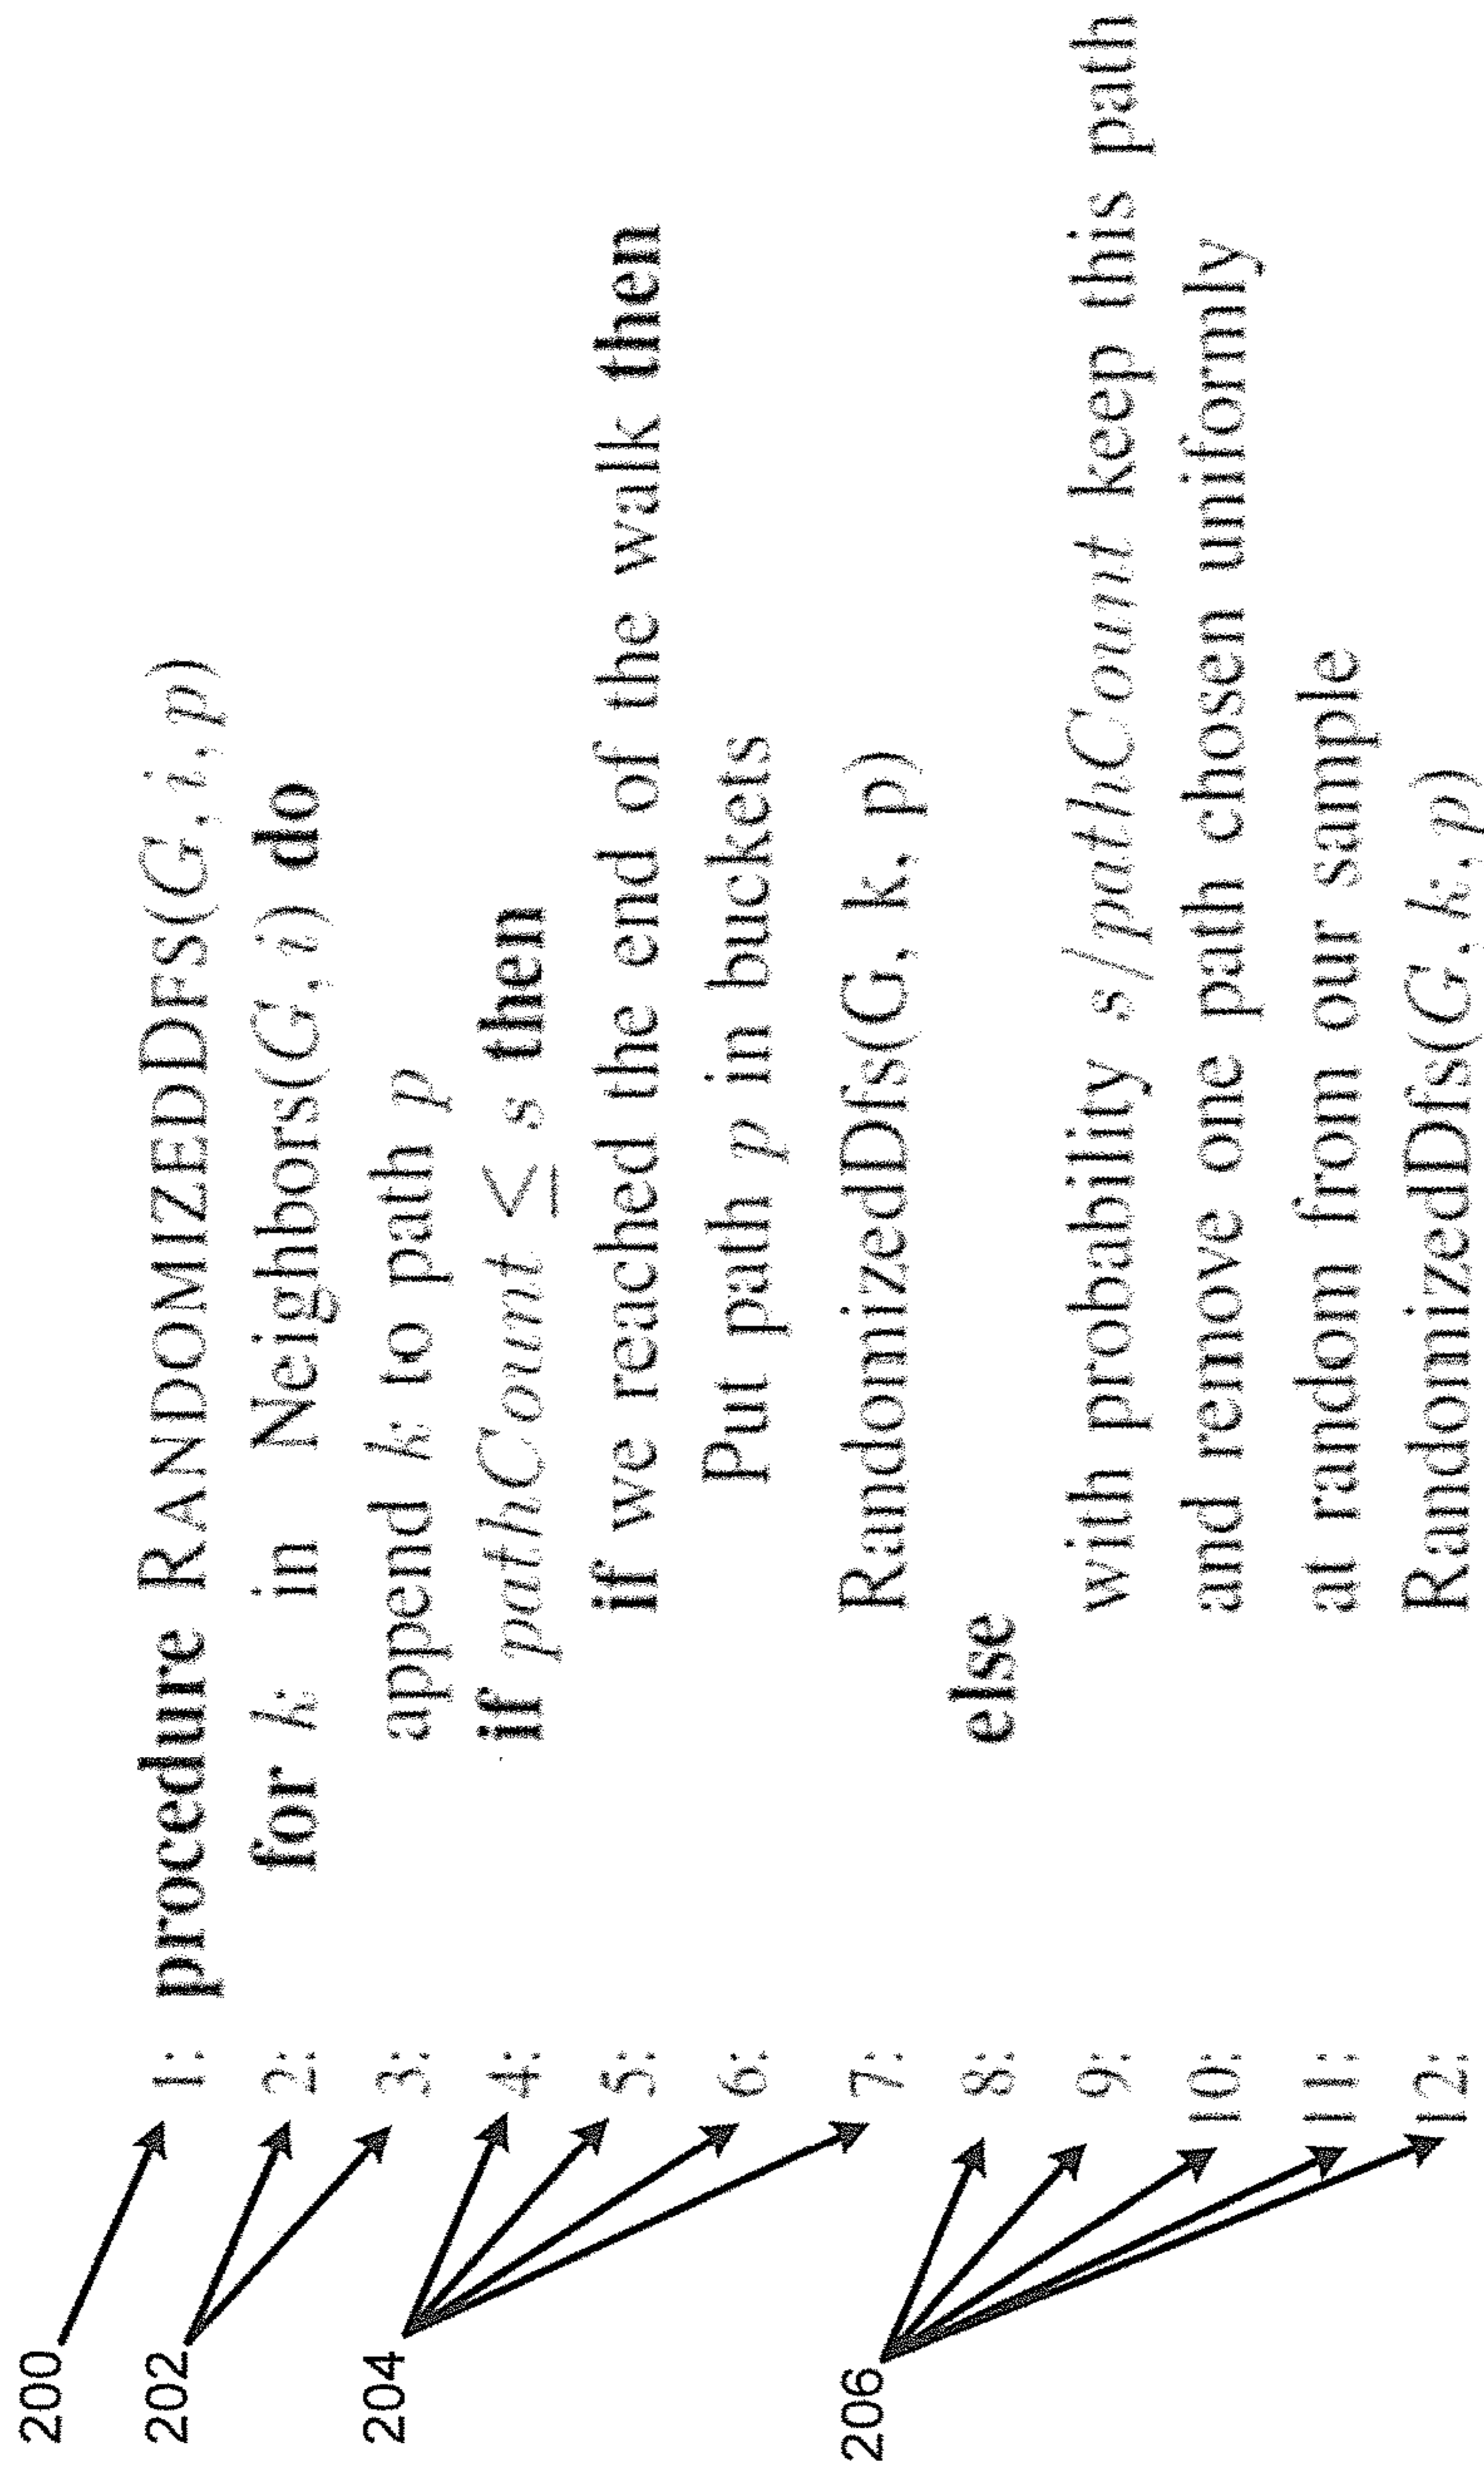 200
202
204
206
1: procedure RANDOMIZEDDFS(G, i, p)
2: for k in Neighbors(G, i) do
3: append k to path p
4: if pathCount ≤ s then
5: if we reached the end of the walk then
6: Put path p in buckets
7: RandomizedDfs(G, k, p)
8: else
9: with probability s/pathCount keep this path
10: and remove one path chosen uniformly
11: at random from our sample
12: RandomizedDfs(G, k, p)